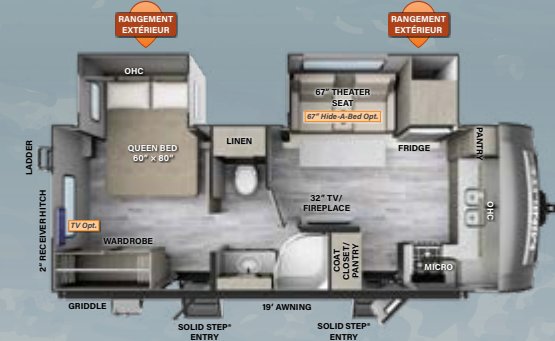 RANGEMENT
EXTÉRIEUR
RANGEMENT
EXTÉRIEUR
OHC
67" THEATER
SEAT
67" Hide-A-Bed Opt.
QUEEN BED
60" × 80"
LINEN
FRIDGE
PANTRY
LADDER
OHC
32" TV/
FIREPLACE
2" RECEIVER HITCH
TV Opt.
WARDROBE
COAT
CLOSET/
PANTRY
MICRO
GRIDDLE
19' AWNING
SOLID STEP®
ENTRY
SOLID STEP®
ENTRY